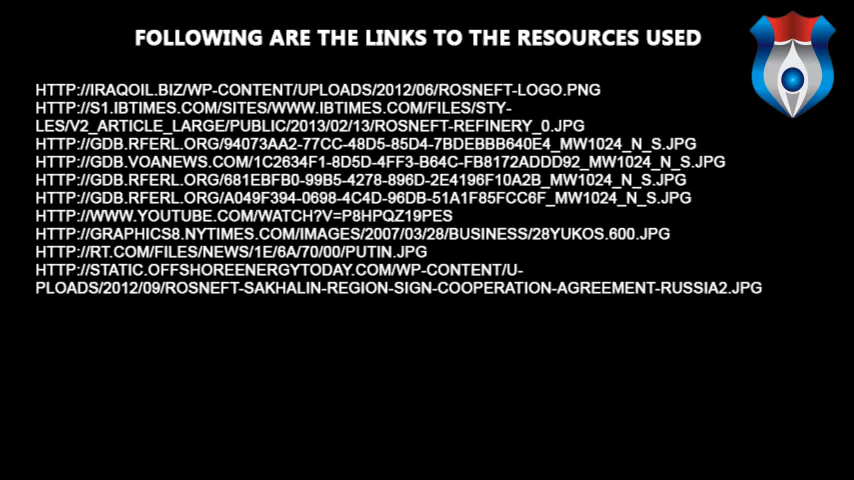 FOLLOWING ARE THE LINKS TO THE RESOURCES USED
HTTP://IRAQOIL.BIZ/WP-CONTENT/UPLOADS/2012/06/ROSNEFT-LOGO.PNG
HTTP://S1.IBTIMES.COM/SITES/WWW.IBTIMES.COM/FILES/STY-
LES/V2_ARTICLE_LARGE/PUBLIC/2013/02/13/ROSNEFT-REFINERY_0.JPG
HTTP://GDB.RFERL.ORG/94073AA2-77CC-48D5-85D4-7BDEBBB640E4_MW1024_N_S.JPG
HTTP://GDB.VOANEWS.COM/1C2634F1-8D5D-4FF3-B64C-FB8172ADDD92_MW1024_N_S.JPG
HTTP://GDB.RFERL.ORG/681EBFB0-99B5-4278-896D-2E4196F10A2B_MW1024_N_S.JPG
HTTP://GDB.RFERL.ORG/A049F394-0698-4C4D-96DB-51A1F85FCC6F_MW1024_N_S.JPG
HTTP://WWW.YOUTUBE.COM/WATCH?V=P8HPQZ19PES
HTTP://GRAPHICS8.NYTIMES.COM/IMAGES/2007/03/28/BUSINESS/28YUKOS.600.JPG
HTTP://RT.COM/FILES/NEWS/1E/6A/70/00/PUTIN.JPG
HTTP://STATIC.OFFSHOREENERGYTODAY.COM/WP-CONTENT/U-
PLOADS/2012/09/ROSNEFT-SAKHALIN-REGION-SIGN-COOPERATION-AGREEMENT-RUSSIA2.JPG